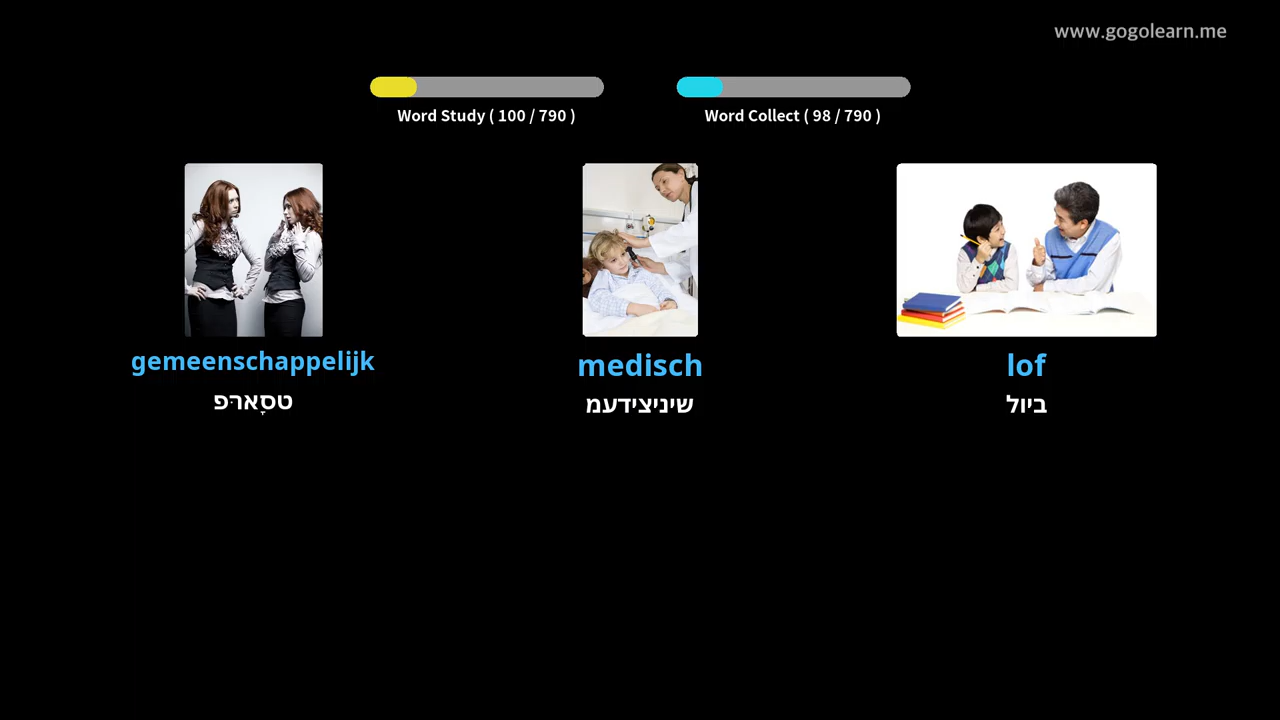 www.gogolearn.me
Word Study ( 100 / 790 )
Word Collect ( 98 / 790 )
gemeenschappelijk
טסָארּפ
medisch
שיניצידעמ
lof
ביול